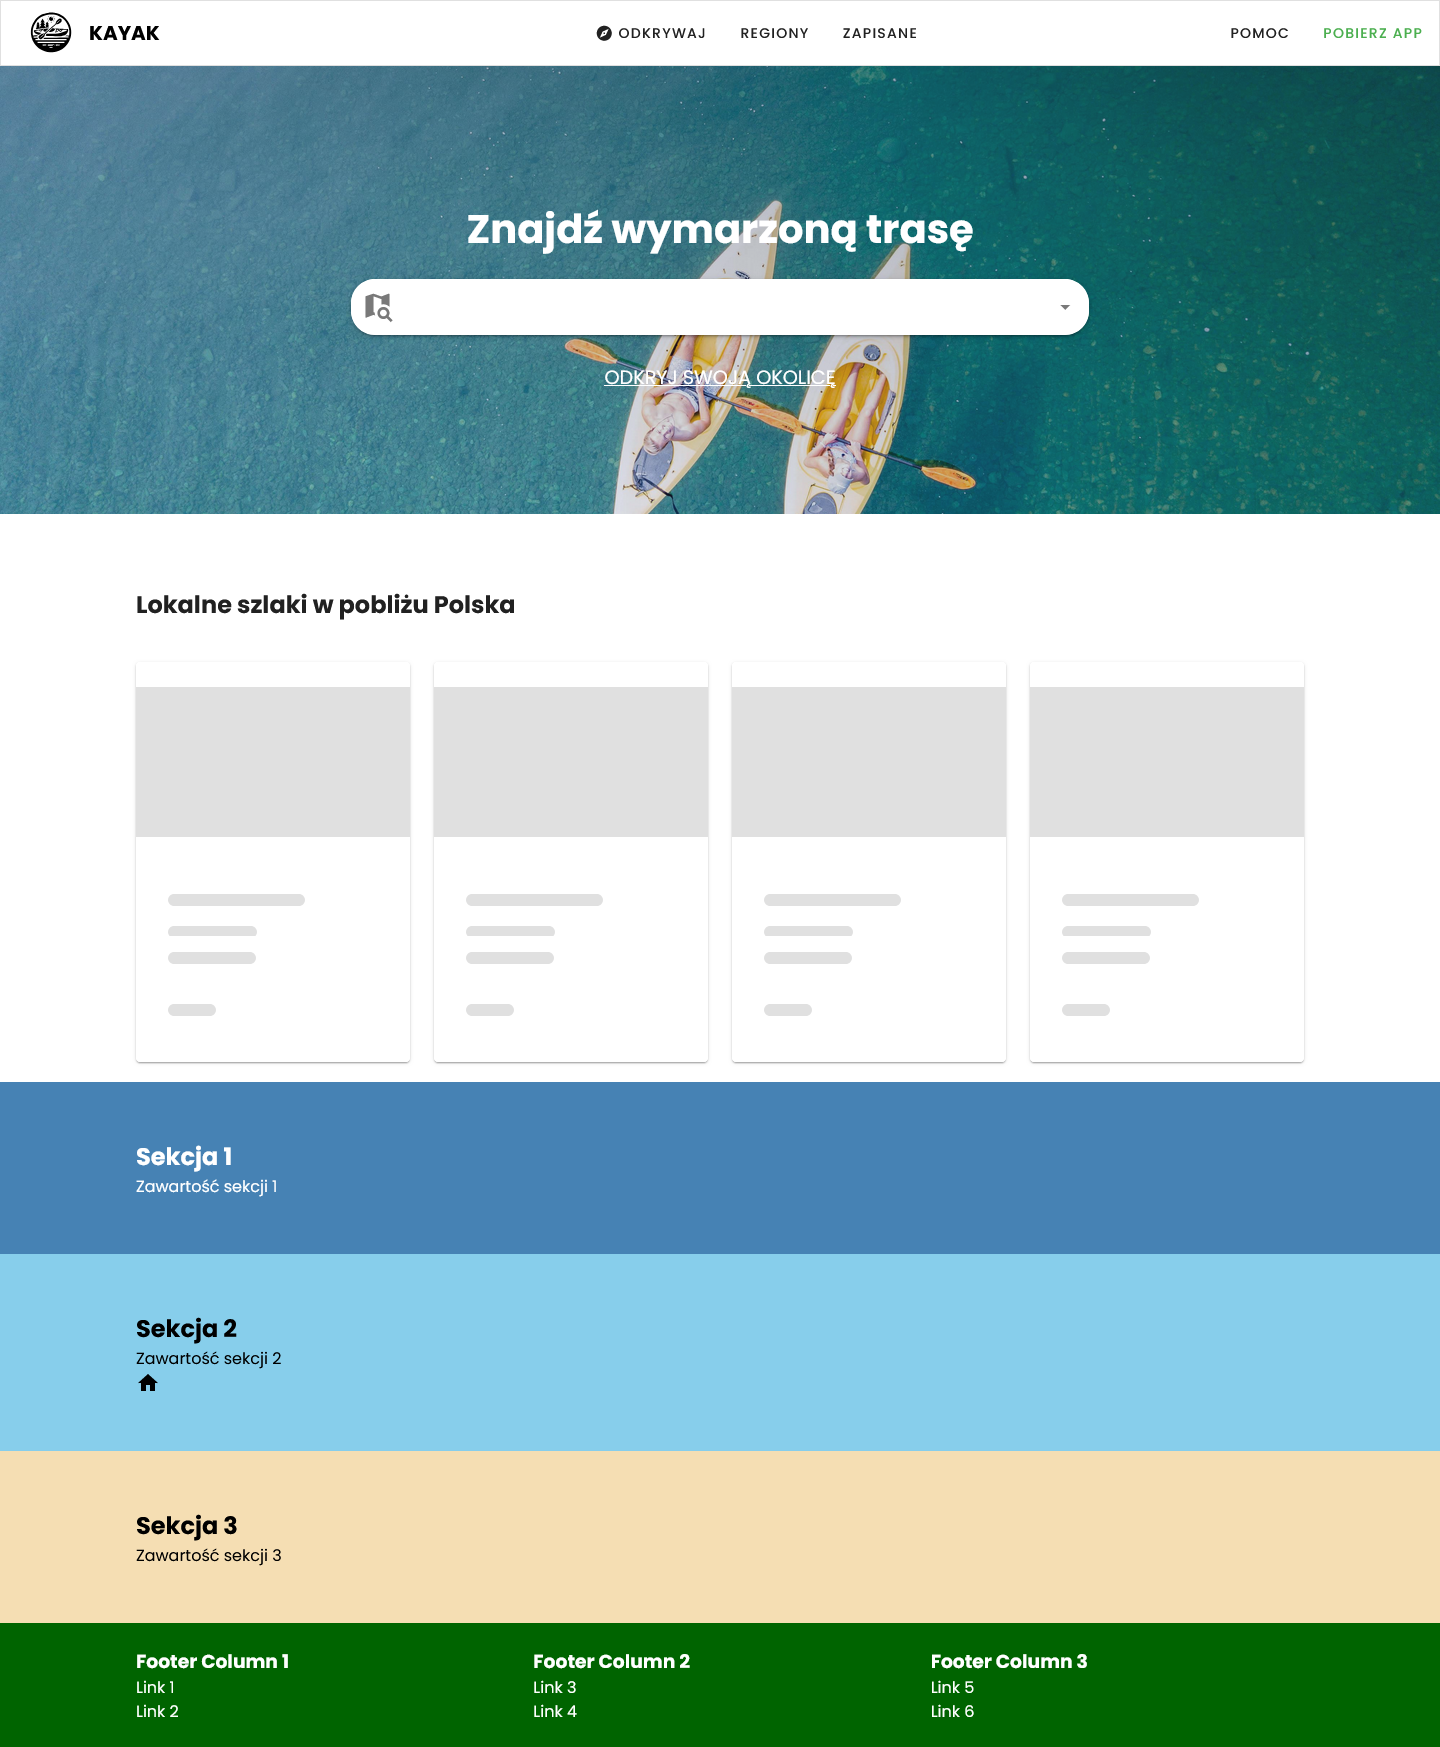 KAYAK
ODKRYWAJ
REGIONY
ZAPISANE
POMOC
POBIERZ APP
Znajdź wymarzoną trasę
ODKRYJ SWOJĄ OKOLICĘ
Lokalne szlaki w pobliżu Polska
Sekcja 1
Zawartość sekcji 1
Sekcja 2
Zawartość sekcji 2
Sekcja 3
Zawartość sekcji 3
Footer Column 1
Link 1
Link 2
Footer Column 2
Link 3
Link 4
Footer Column 3
Link 5
Link 6